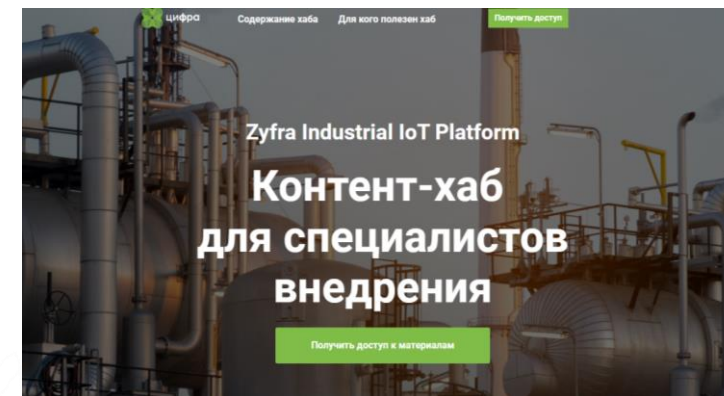 цифра
Содержание хаба
Для кого полезен хаб
Получить доступ
Zyfra Industrial IoT Platform
Контент-хаб
для специалистов
внедрения
Получить доступ к материалам